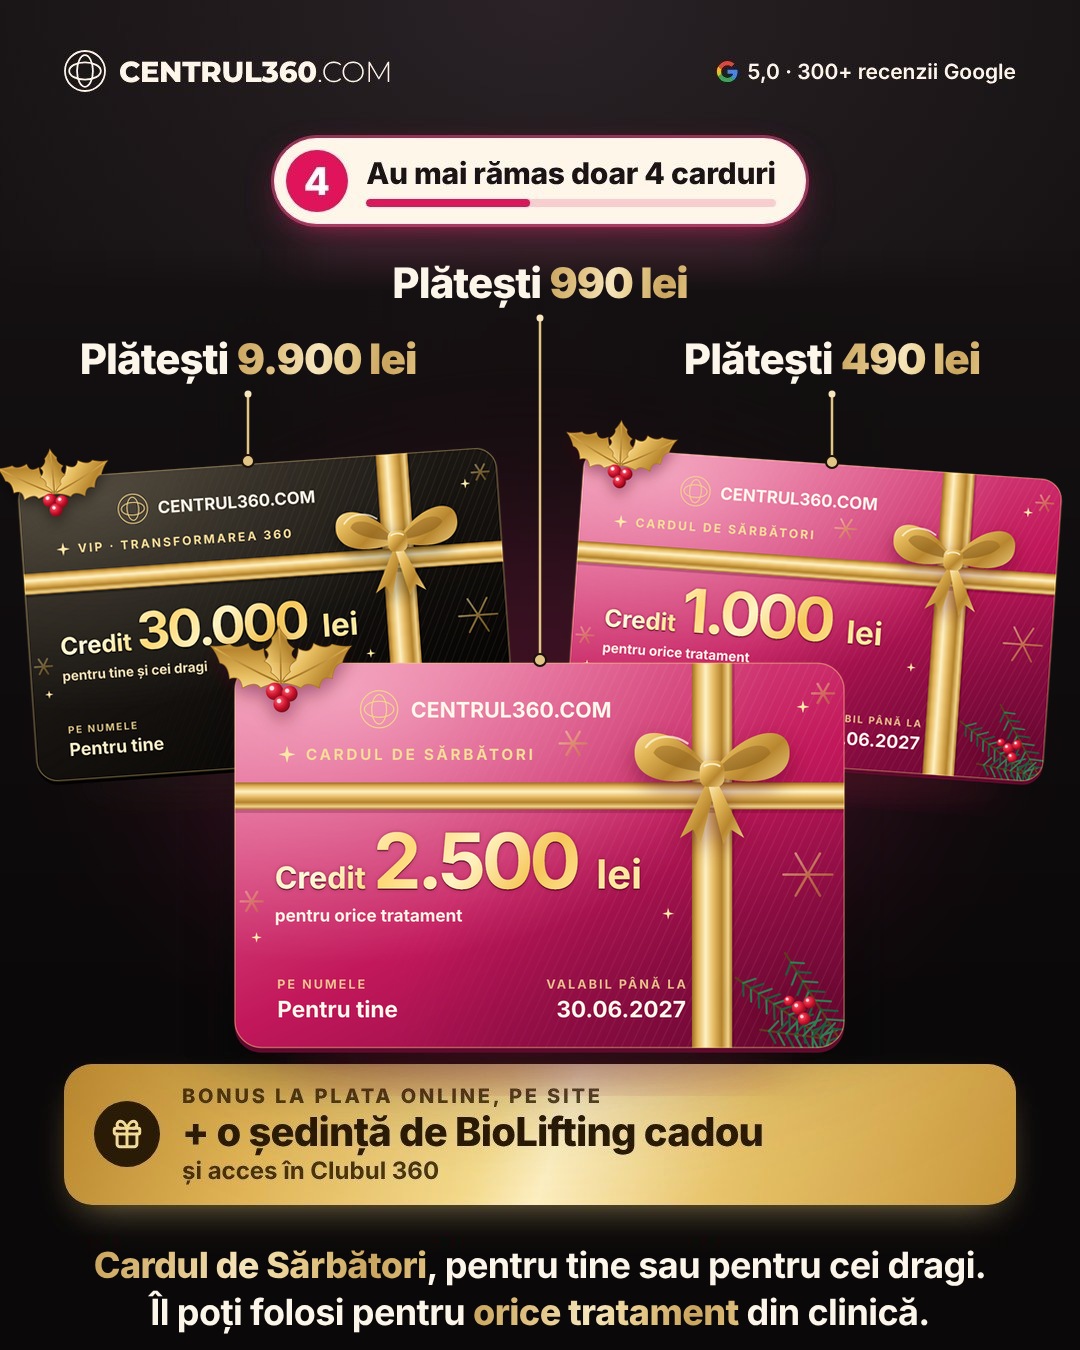 CENTRUL360.COM
5,0 · 300+ recenzii Google
4
Au mai rămas doar 4 carduri
Plătești 990 lei
Plătești 9.900 lei
Plătești 490 lei
CENTRUL360.COM
VIP · TRANSFORMAREA 360
Credit 30.000 lei
pentru tine și cei dragi
PE NUMELE
Pentru tine
CENTRUL360.COM
CARDUL DE SĂRBĂTORI
Credit 1.000 lei
pentru orice tratament
BIL PÂNĂ LA
.06.2027
CENTRUL360.COM
CARDUL DE SĂRBĂTORI
Credit 2.500 lei
pentru orice tratament
PE NUMELE
Pentru tine
VALABIL PÂNĂ LA
30.06.2027
BONUS LA PLATA ONLINE, PE SITE
+ o ședință de BioLifting cadou
și acces în Clubul 360
Cardul de Sărbători, pentru tine sau pentru cei dragi.
Îl poți folosi pentru orice tratament din clinică.